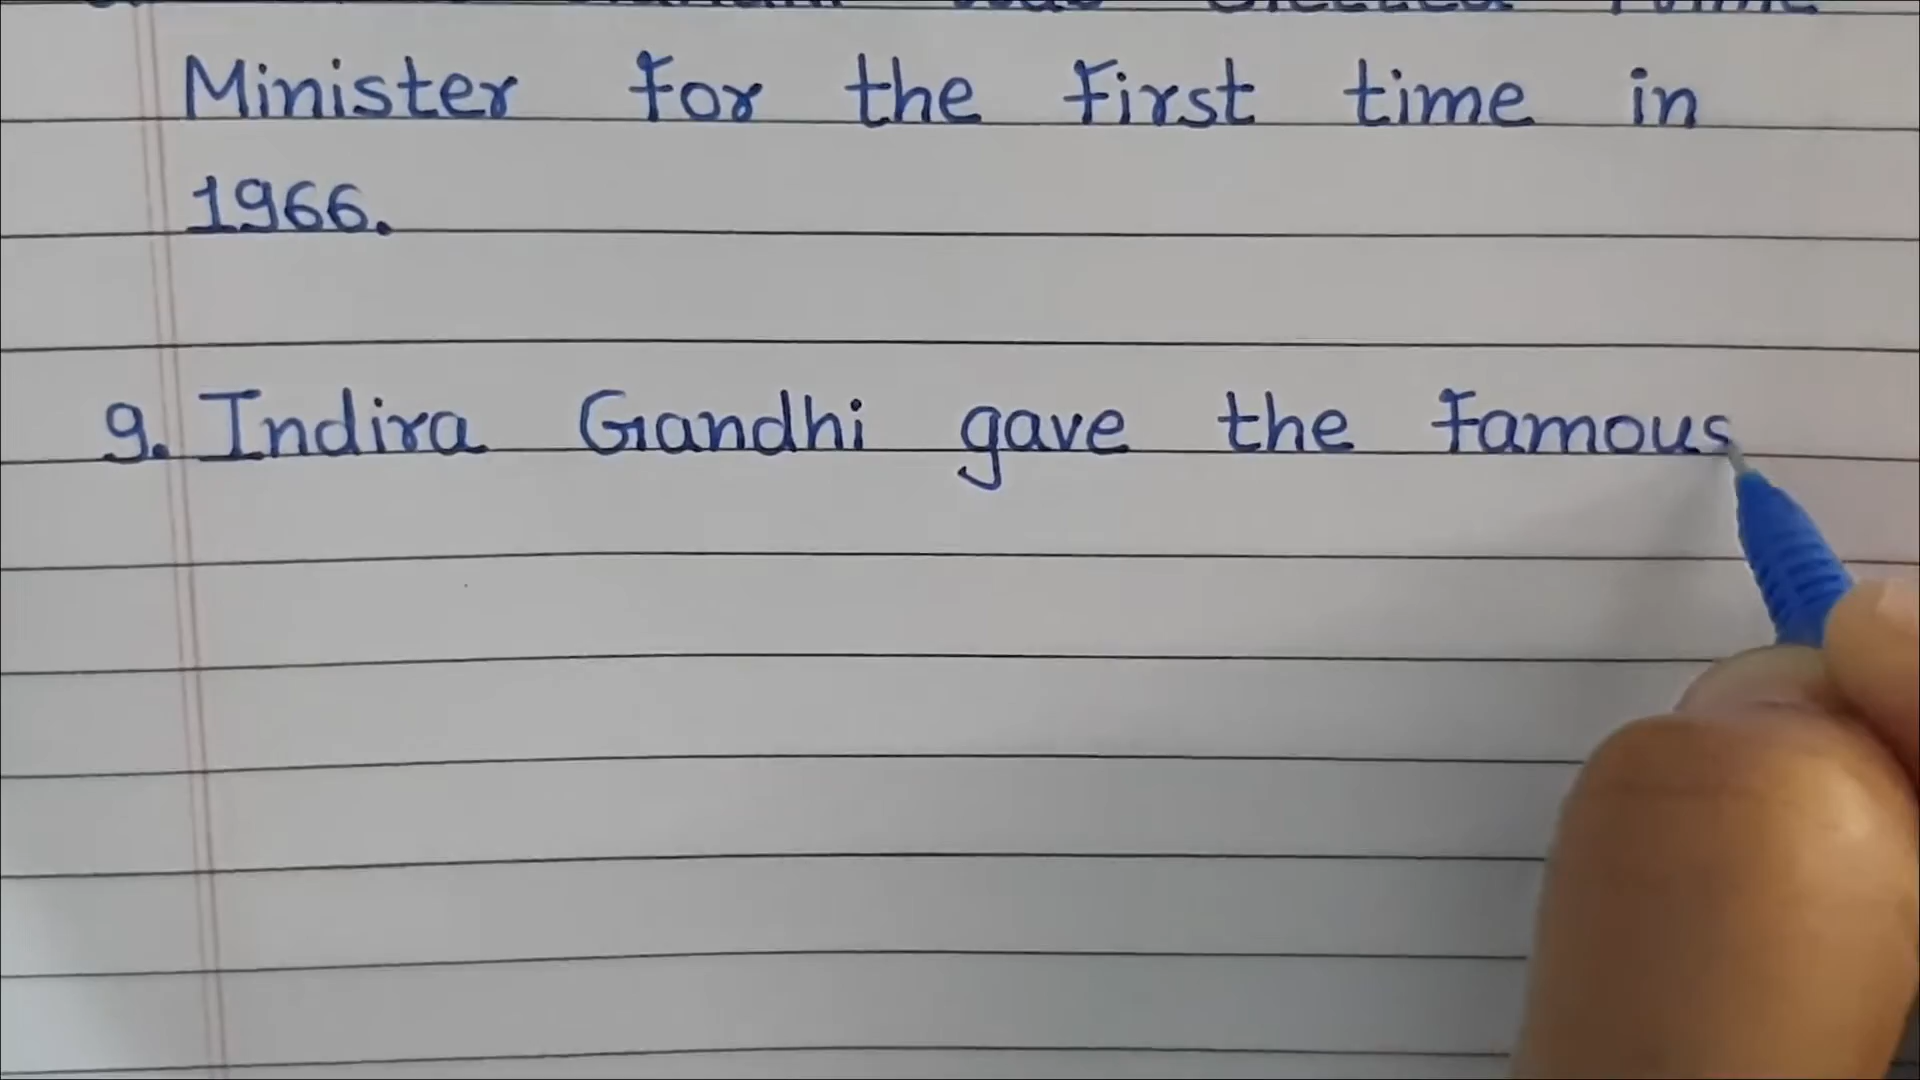 Minister for the first time in
1966.
9. Indira Gandhi gave the famous